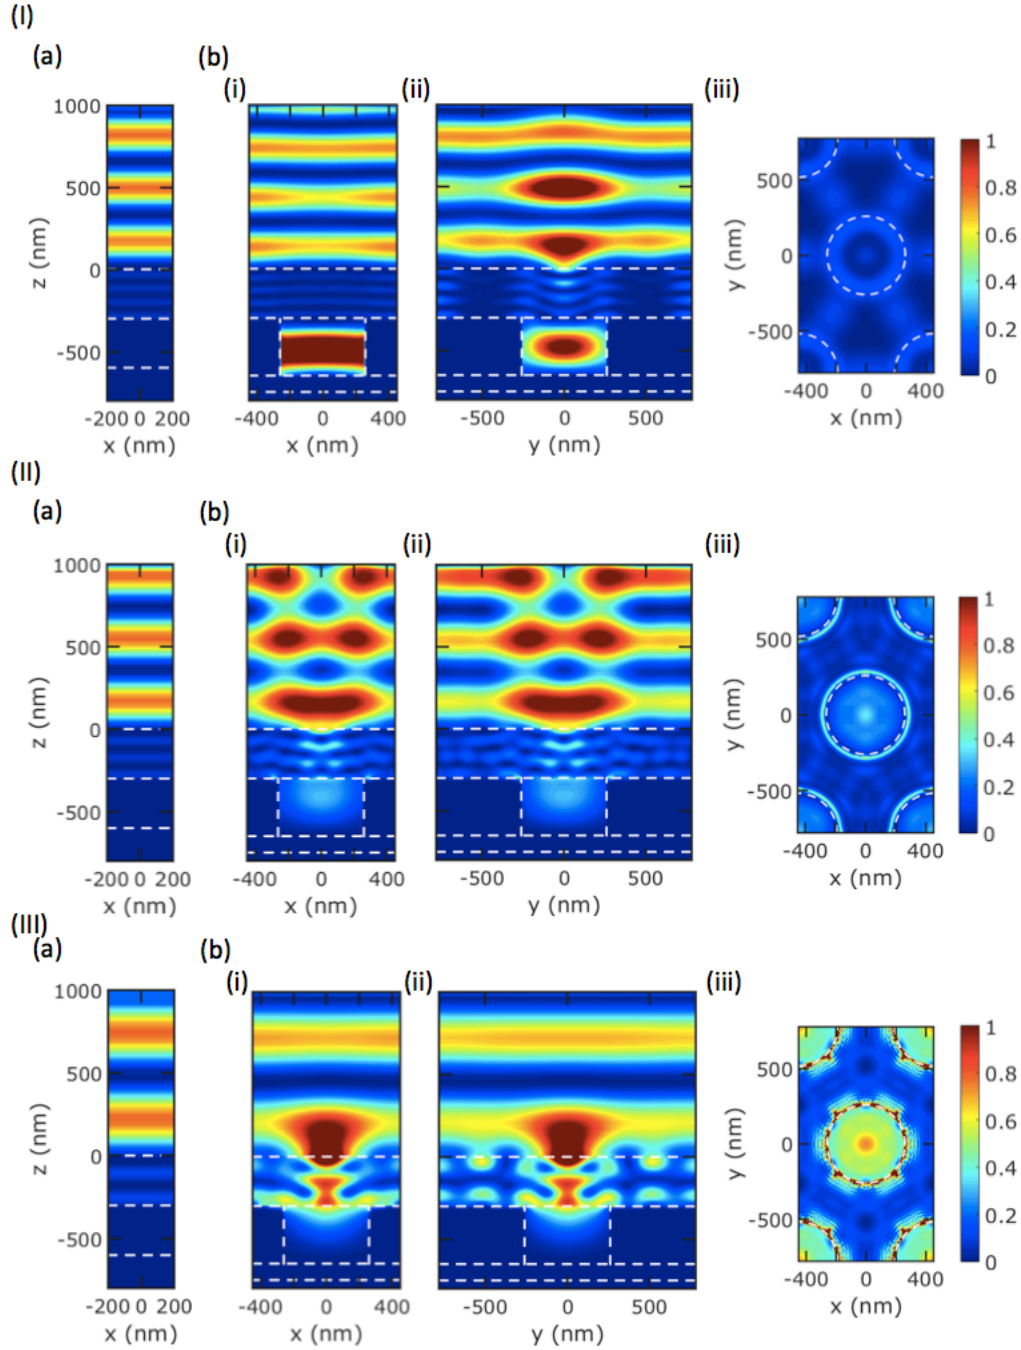 (I)
(a) (b)
(i) (ii) (iii)
1000
500
0
-500
z (nm)
-200 0 200
x (nm)
-400 0 400
x (nm)
-500 0 500
y (nm)
500
0
-500
y (nm)
-400 0 400
x (nm)
1
0.8
0.6
0.4
0.2
0
(II)
(a) (b)
(i) (ii) (iii)
1000
500
0
-500
z (nm)
-200 0 200
x (nm)
-400 0 400
x (nm)
-500 0 500
y (nm)
500
0
-500
y (nm)
-400 0 400
x (nm)
1
0.8
0.6
0.4
0.2
0
(III)
(a) (b)
(i) (ii) (iii)
1000
500
0
-500
z (nm)
-200 0 200
x (nm)
-400 0 400
x (nm)
-500 0 500
y (nm)
500
0
-500
y (nm)
-400 0 400
x (nm)
1
0.8
0.6
0.4
0.2
0